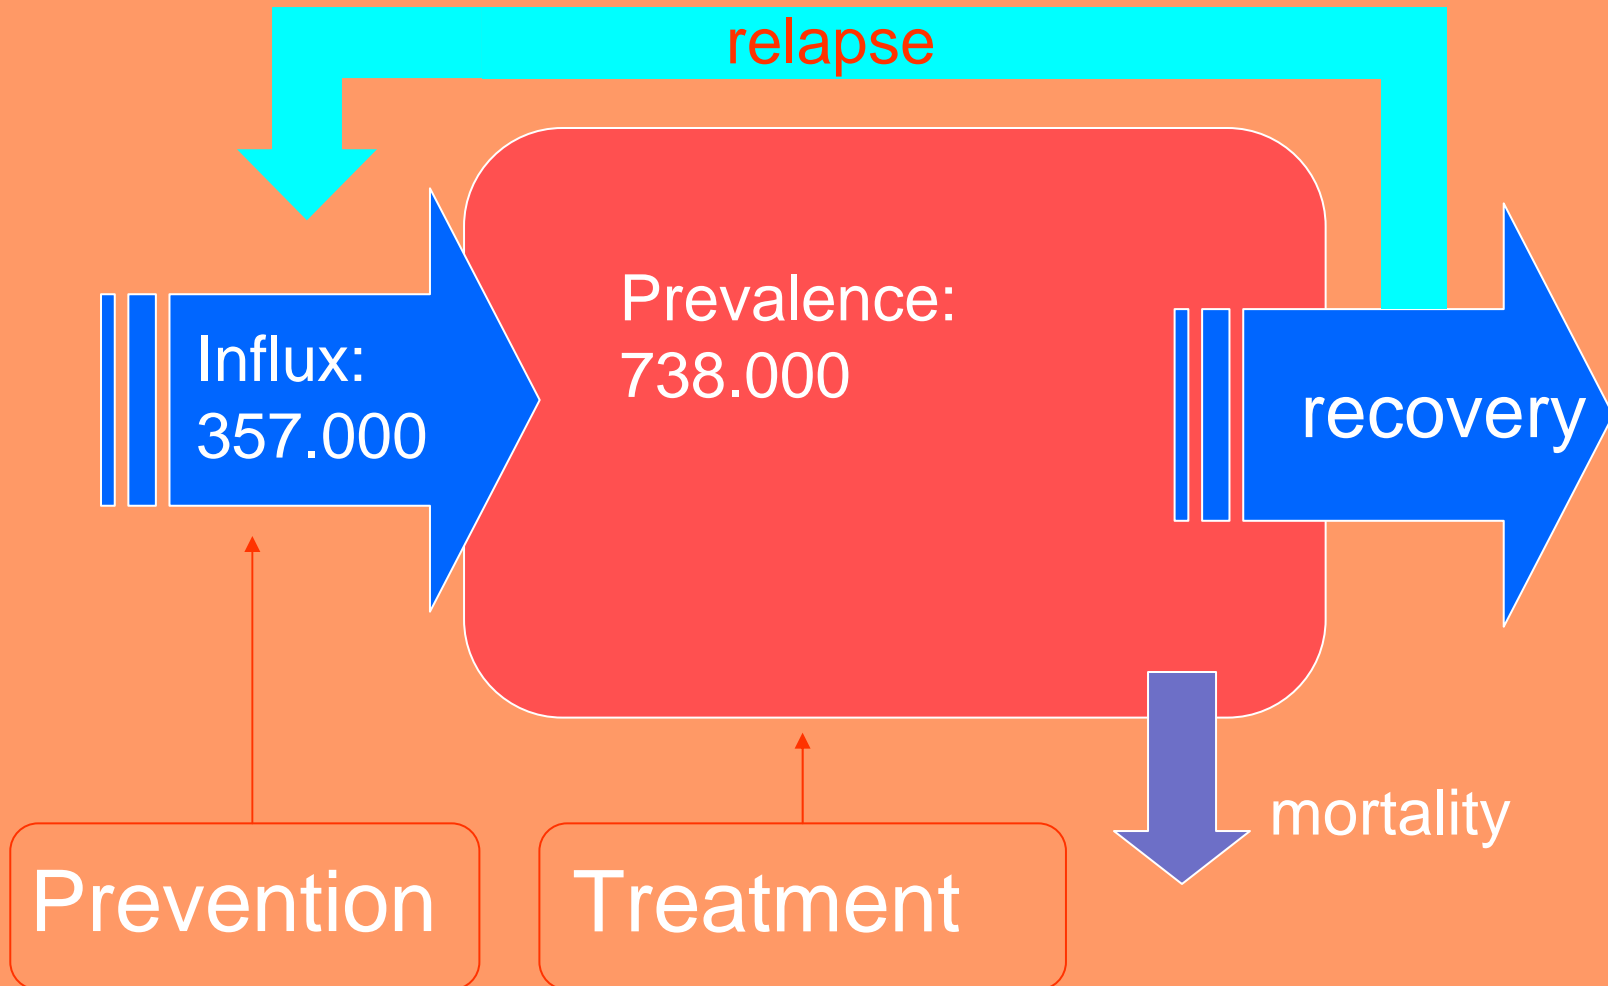 relapse
Prevalence:
738.000
Influx:
357.000
recovery
mortality
Prevention
Treatment